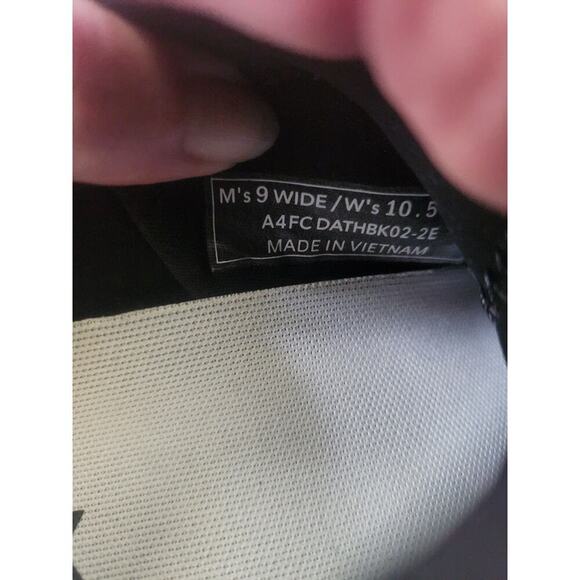 M's 9 WIDE / W's 10.5
A4FC DATHBK02-2E
MADE IN VIETNAM